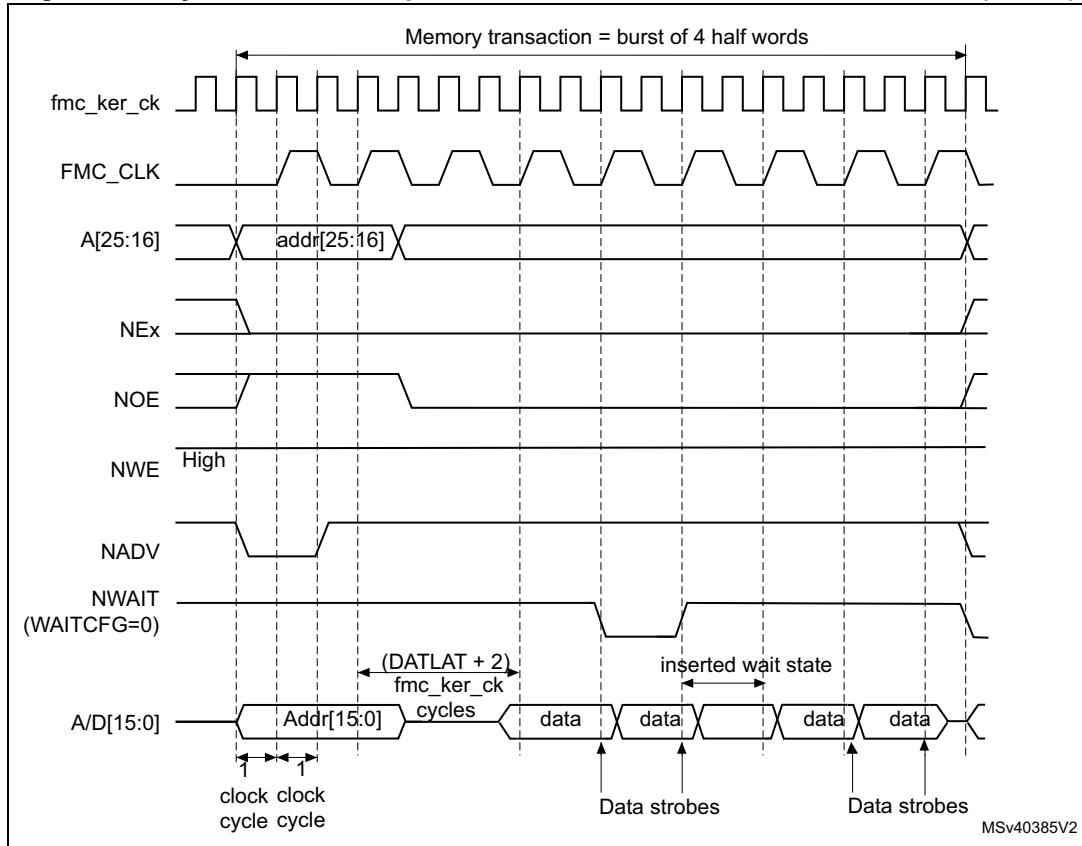 Memory transaction = burst of 4 half words
fmc_ker_ck
FMC_CLK
A[25:16]
addr[25:16]
NEx
NOE
NWE
High
NADV
NWAIT
(WAITCFG=0)
(DATLAT + 2)
fmc_ker_ck
cycles
inserted wait state
A/D[15:0]
Addr[15:0]
data
data
data
data
1
clock
cycle
1
clock
cycle
Data strobes
Data strobes
MSv40385V2